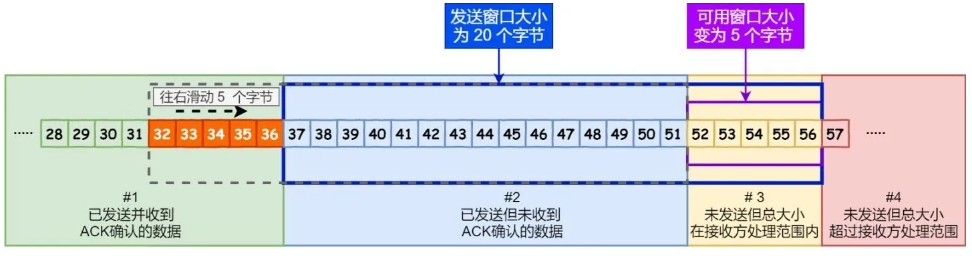 发送窗口大小
为 20 个字节
可用窗口大小
变为 5 个字节
往右滑动 5 个字节
····· 28 29 30 31 32 33 34 35 36 37 38 39 40 41 42 43 44 45 46 47 48 49 50 51 52 53 54 55 56 57 ·····
#1
已发送并收到
ACK确认的数据
#2
已发送但未收到
ACK确认的数据
# 3
未发送但总大小
在接收方处理范围内
#4
未发送但总大小
超过接收方处理范围